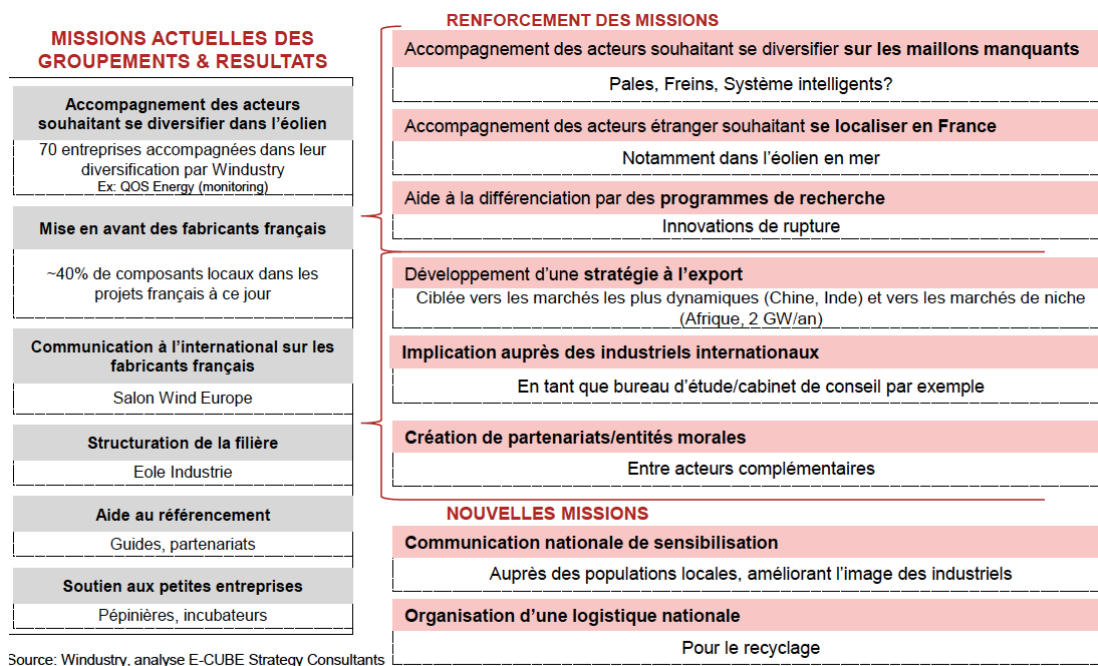 MISSIONS ACTUELLES DES
GROUPEMENTS & RESULTATS
Accompagnement des acteurs
souhaitant se diversifier dans l'éolien
70 entreprises accompagnées dans leur
diversification par Windustry
Ex: QOS Energy (monitoring)
Mise en avant des fabricants français
~40% de composants locaux dans les
projets français à ce jour
Communication à l'international sur les
fabricants français
Salon Wind Europe
Structuration de la filière
Eole Industrie
Aide au référencement
Guides, partenariats
Soutien aux petites entreprises
Pépinières, incubateurs
Source: Windustry, analyse E-CUBE Strategy Consultants
RENFORCEMENT DES MISSIONS
Accompagnement des acteurs souhaitant se diversifier sur les maillons manquants
Pales, Freins, Système intelligents?
Accompagnement des acteurs étranger souhaitant se localiser en France
Notamment dans l'éolien en mer
Aide à la différenciation par des programmes de recherche
Innovations de rupture
Développement d'une stratégie à l'export
Ciblée vers les marchés les plus dynamiques (Chine, Inde) et vers les marchés de niche
(Afrique, 2 GW/an)
Implication auprès des industriels internationaux
En tant que bureau d'étude/cabinet de conseil par exemple
Création de partenariats/entités morales
Entre acteurs complémentaires
NOUVELLES MISSIONS
Communication nationale de sensibilisation
Auprès des populations locales, améliorant l'image des industriels
Organisation d'une logistique nationale
Pour le recyclage